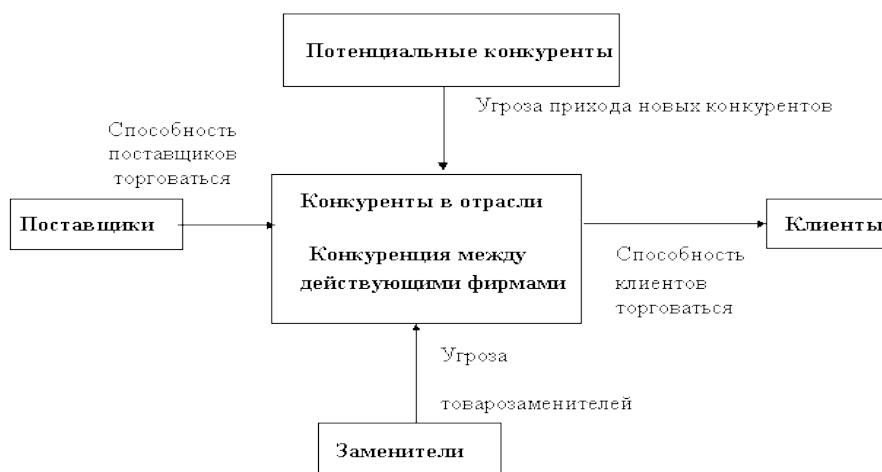 Потенциальные конкуренты
Угроза прихода новых конкурентов
Способность
поставщиков
торговаться
Поставщики
Конкуренты в отрасли
Конкуренция между
действующими фирмами
Клиенты
Способность
клиентов
торговаться
Угроза
товарозаменителей
Заменители